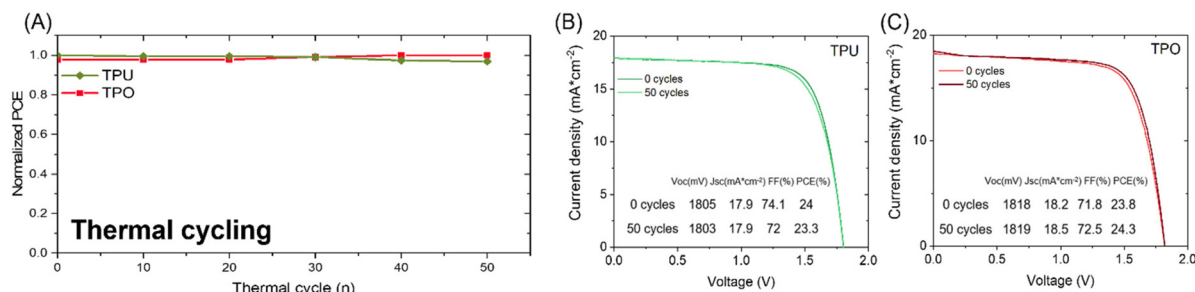 (A)
Normalized PCE
1.0
0.8
0.6
0.4
0.2
0.0
TPU
TPO
Thermal cycling
0 10 20 30 40 50
Thermal cycle (n)
(B)
TPU
Current density (mA*cm-2)
20
15
10
5
0
0 cycles
50 cycles
Voc(mV) Jsc(mA*cm-2) FF(%) PCE(%)
0 cycles 1805 17.9 74.1 24
50 cycles 1803 17.9 72 23.3
0.0 0.5 1.0 1.5 2.0
Voltage (V)
(C)
TPO
Current density (mA*cm-2)
20
15
10
5
0
0 cycles
50 cycles
Voc(mV) Jsc(mA*cm-2) FF(%) PCE(%)
0 cycles 1818 18.2 71.8 23.8
50 cycles 1819 18.5 72.5 24.3
0.0 0.5 1.0 1.5 2.0
Voltage (V)